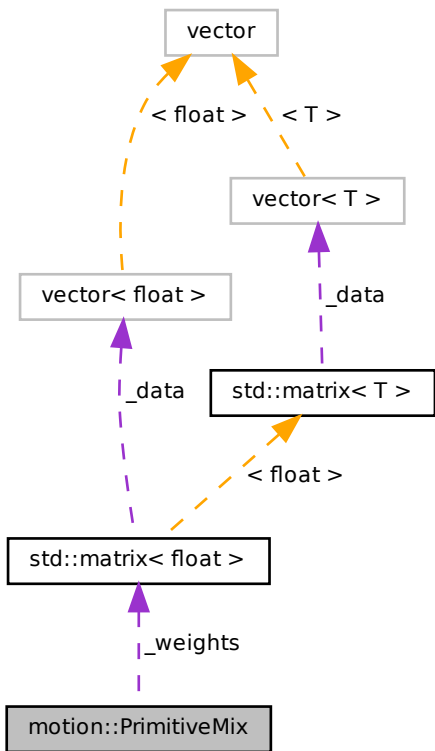 vector
< float >
< T >
vector< T >
vector< float >
_data
_data
std::matrix< T >
< float >
std::matrix< float >
_weights
motion::PrimitiveMix